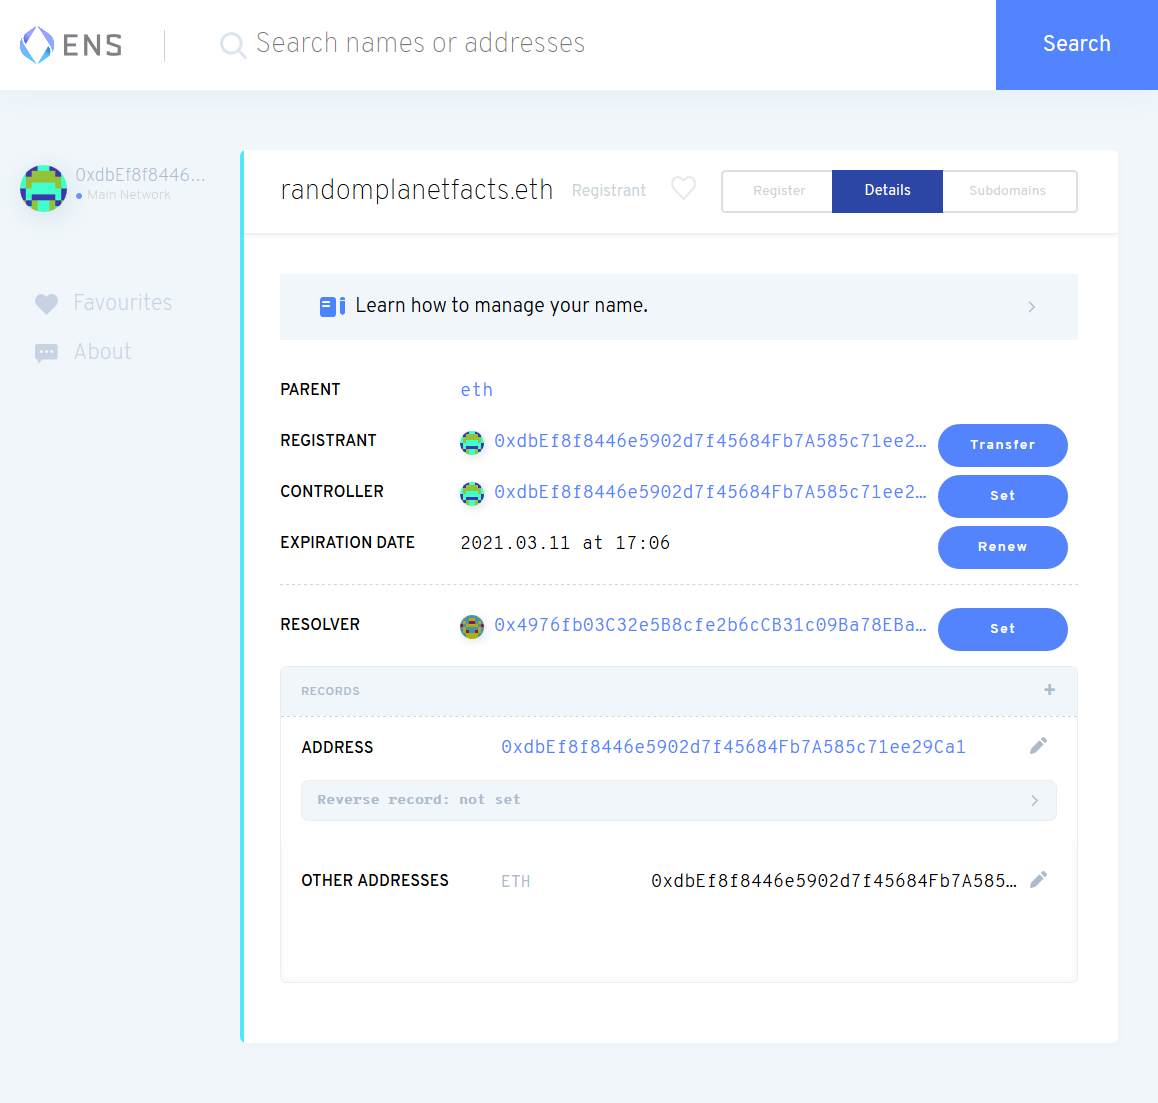 ENS
Search names or addresses
Search
0xdbEf8f8446...
Main Network
Favourites
About
randomplanetfacts.eth Registrant
Register Details Subdomains
Learn how to manage your name.
PARENT eth
REGISTRANT 0xdbEf8f8446e5902d7f45684Fb7A585c71ee2… Transfer
CONTROLLER 0xdbEf8f8446e5902d7f45684Fb7A585c71ee2… Set
EXPIRATION DATE 2021.03.11 at 17:06 Renew
RESOLVER 0x4976fb03C32e5B8cfe2b6cCB31c09Ba78EBa… Set
RECORDS +
ADDRESS 0xdbEf8f8446e5902d7f45684Fb7A585c71ee29Ca1
Reverse record: not set
OTHER ADDRESSES ETH 0xdbEf8f8446e5902d7f45684Fb7A585…